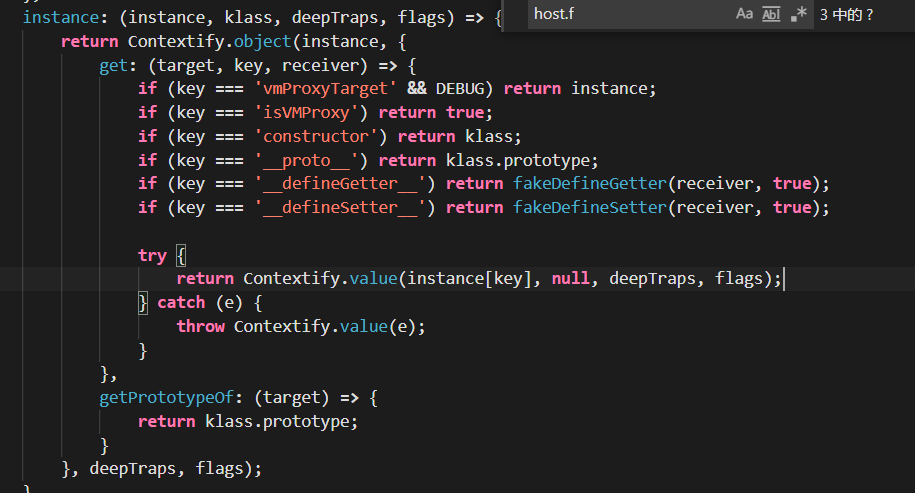 host.f
Aa Ab| .* 3 中的 ?
instance: (instance, klass, deepTraps, flags) => {
return Contextify.object(instance, {
get: (target, key, receiver) => {
if (key === 'vmProxyTarget' && DEBUG) return instance;
if (key === 'isVMProxy') return true;
if (key === 'constructor') return klass;
if (key === '__proto__') return klass.prototype;
if (key === '__defineGetter__') return fakeDefineGetter(receiver, true);
if (key === '__defineSetter__') return fakeDefineSetter(receiver, true);
try {
return Contextify.value(instance[key], null, deepTraps, flags);
} catch (e) {
throw Contextify.value(e);
}
},
getPrototypeOf: (target) => {
return klass.prototype;
}
}, deepTraps, flags);